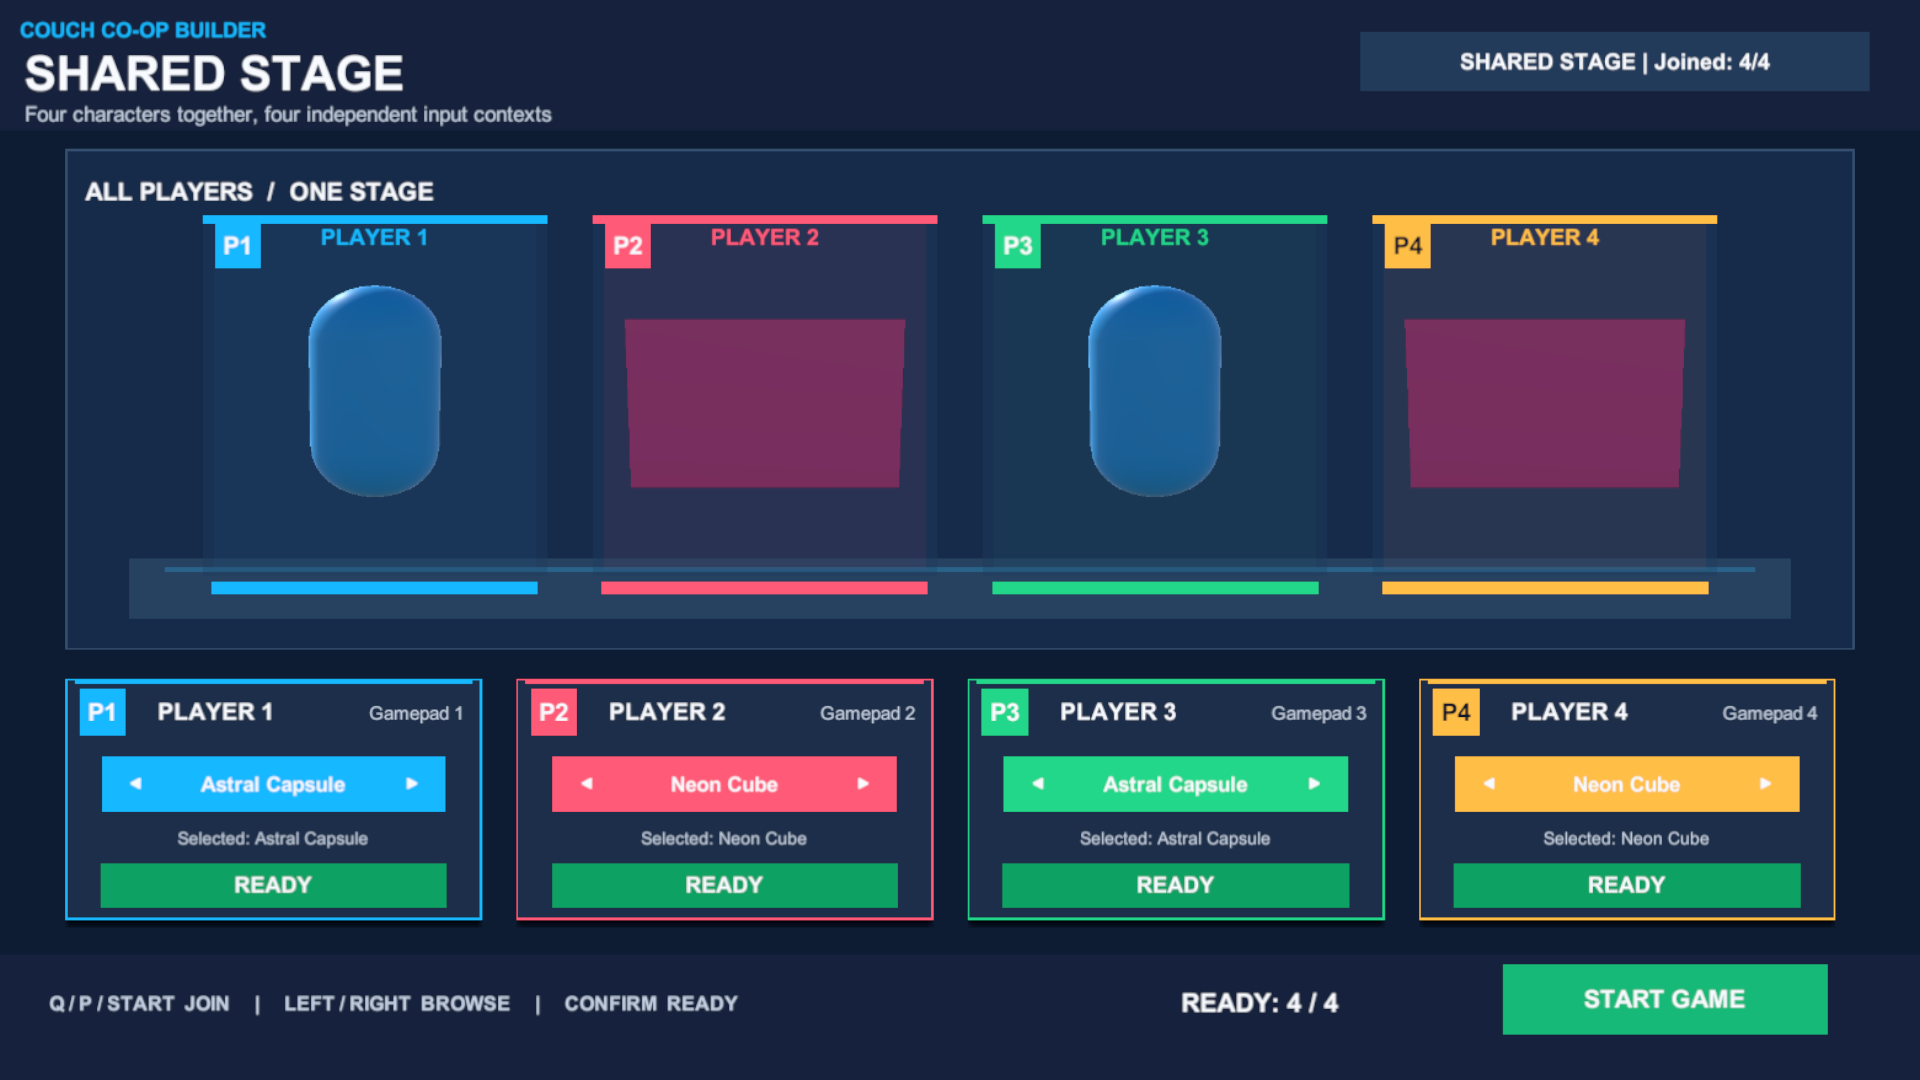 COUCH CO-OP BUILDER
SHARED STAGE
Four characters together, four independent input contexts
SHARED STAGE | Joined: 4/4
ALL PLAYERS / ONE STAGE
P1 PLAYER 1
P2 PLAYER 2
P3 PLAYER 3
P4 PLAYER 4
P1 PLAYER 1 Gamepad 1
◄ Astral Capsule ►
Selected: Astral Capsule
READY
P2 PLAYER 2 Gamepad 2
◄ Neon Cube ►
Selected: Neon Cube
READY
P3 PLAYER 3 Gamepad 3
◄ Astral Capsule ►
Selected: Astral Capsule
READY
P4 PLAYER 4 Gamepad 4
◄ Neon Cube ►
Selected: Neon Cube
READY
Q / P / START JOIN | LEFT / RIGHT BROWSE | CONFIRM READY
READY: 4 / 4
START GAME